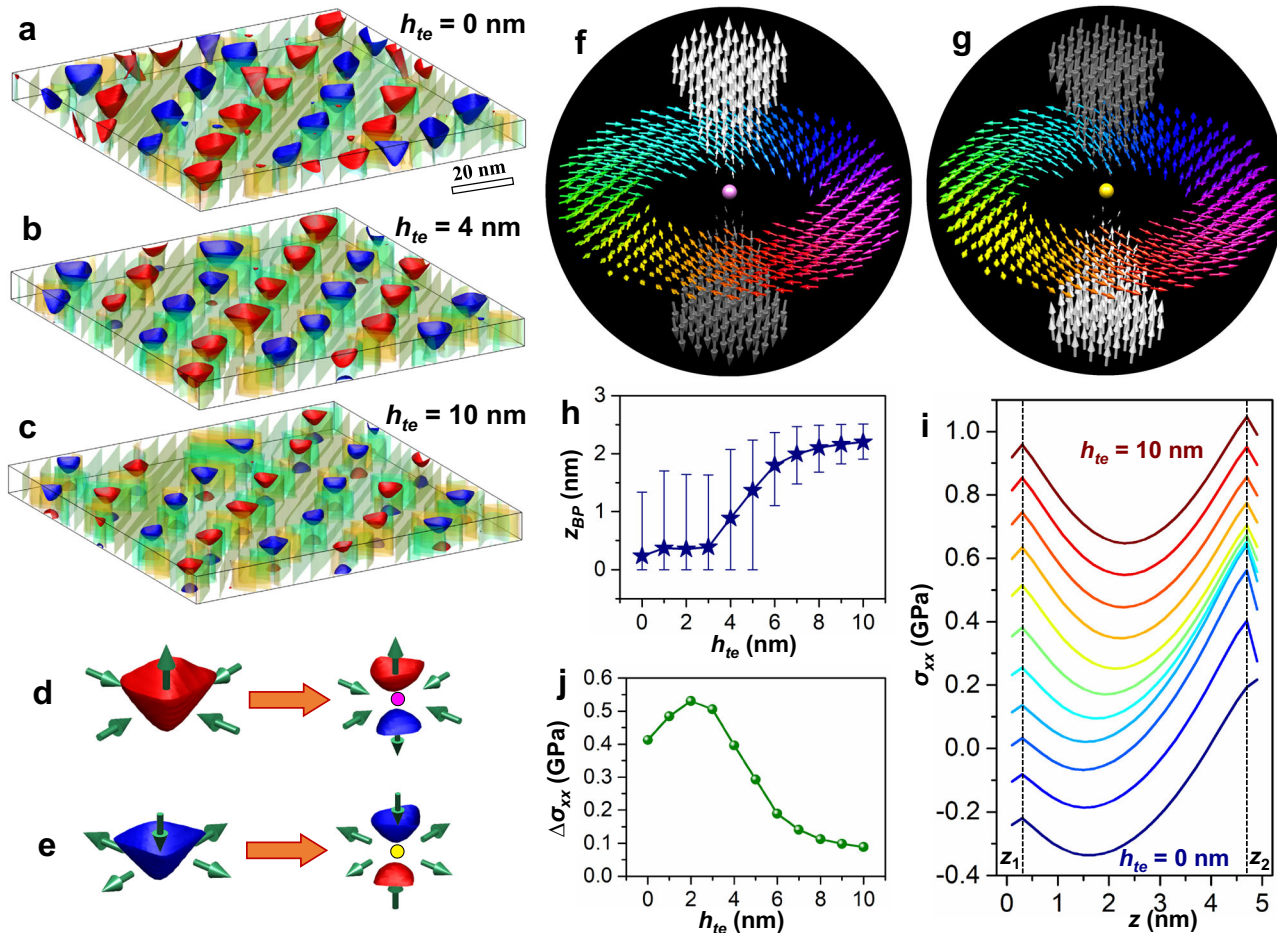 a
h_te = 0 nm
20 nm
b
h_te = 4 nm
c
h_te = 10 nm
d
e
f
g
h
3
2
1
0
z_BP (nm)
0 2 4 6 8 10
h_te (nm)
j
0.6
0.5
0.4
0.3
0.2
0.1
0.0
Δσ_xx (GPa)
0 2 4 6 8 10
h_te (nm)
i
1.0
0.8
0.6
0.4
0.2
0.0
-0.2
-0.4
σ_xx (GPa)
h_te = 10 nm
h_te = 0 nm
z_1
z_2
0 1 2 3 4 5
z (nm)